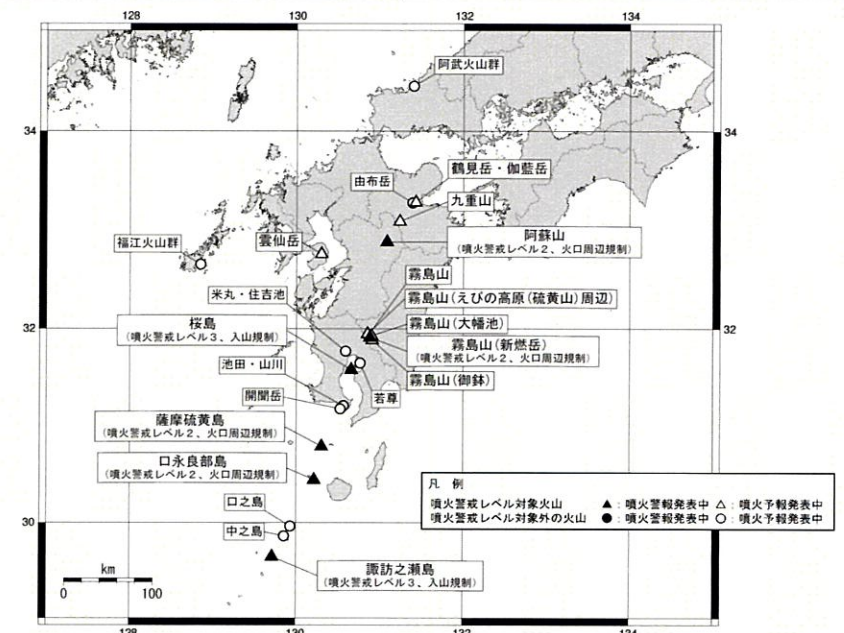 128
130
132
134
阿武火山群
34
34
鶴見岳・伽藍岳
由布岳
九重山
阿蘇山
(噴火警戒レベル2、火口周辺規制)
福江火山群
雲仙岳
霧島山
米丸・住吉池
霧島山(えびの高原(硫黄山)周辺)
桜島
(噴火警戒レベル3、入山規制)
霧島山(大幡池)
32
32
霧島山(新燃岳)
(噴火警戒レベル2、火口周辺規制)
池田・山川
霧島山(御鉢)
開聞岳
若尊
薩摩硫黄島
(噴火警戒レベル2、火口周辺規制)
口永良部島
(噴火警戒レベル2、火口周辺規制)
凡 例
噴火警戒レベル対象火山 ▲:噴火警報発表中 △:噴火予報発表中
噴火警戒レベル対象外の火山 ●:噴火警報発表中 ○:噴火予報発表中
口之島
30
30
中之島
諏訪之瀬島
(噴火警戒レベル3、入山規制)
km
0 100
128
130
132
134